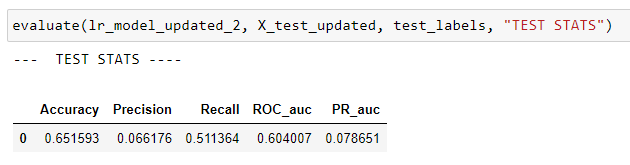 evaluate(lr_model_updated_2, X_test_updated, test_labels, "TEST STATS")
---  TEST STATS ----
Accuracy Precision Recall ROC_auc PR_auc
0 0.651593 0.066176 0.511364 0.604007 0.078651